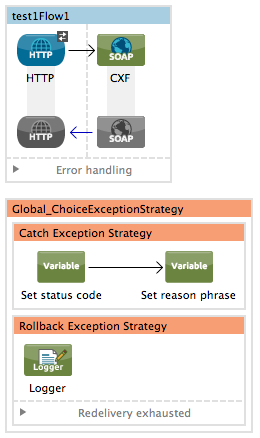 test1Flow1
HTTP
SOAP
HTTP
CXF
HTTP
SOAP
Error handling
Global_ChoiceExceptionStrategy
Catch Exception Strategy
Variable
Variable
Set status code
Set reason phrase
Rollback Exception Strategy
Logger
Logger
Redelivery exhausted